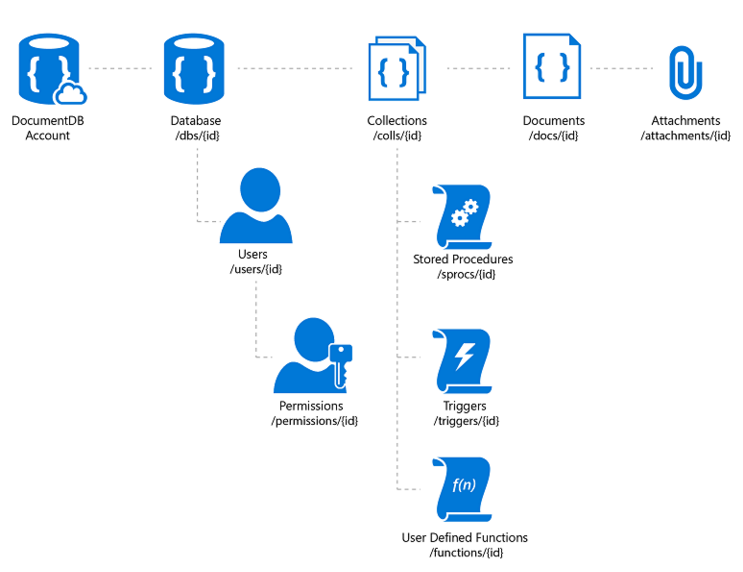 { }
{ }
{ }
{ }
DocumentDB
Account
Database
/dbs/{id}
Collections
/colls/{id}
Documents
/docs/{id}
Attachments
/attachments/{id}
Users
/users/{id}
Stored Procedures
/sprocs/{id}
Permissions
/permissions/{id}
Triggers
/triggers/{id}
f(n)
User Defined Functions
/functions/{id}